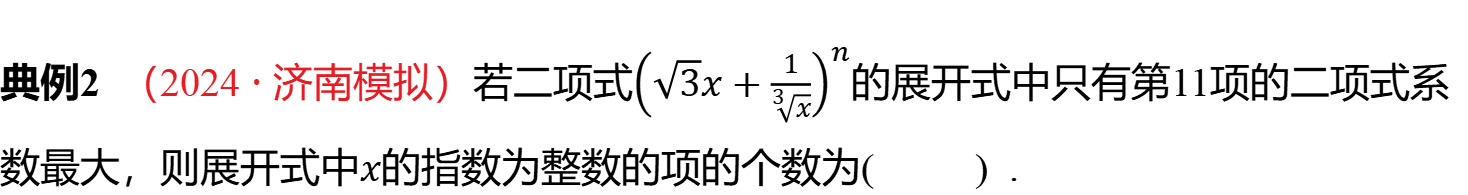 典例2 （2024·济南模拟）若二项式(√3x + 1/∛x)^n的展开式中只有第11项的二项式系
数最大，则展开式中x的指数为整数的项的个数为(  ) .